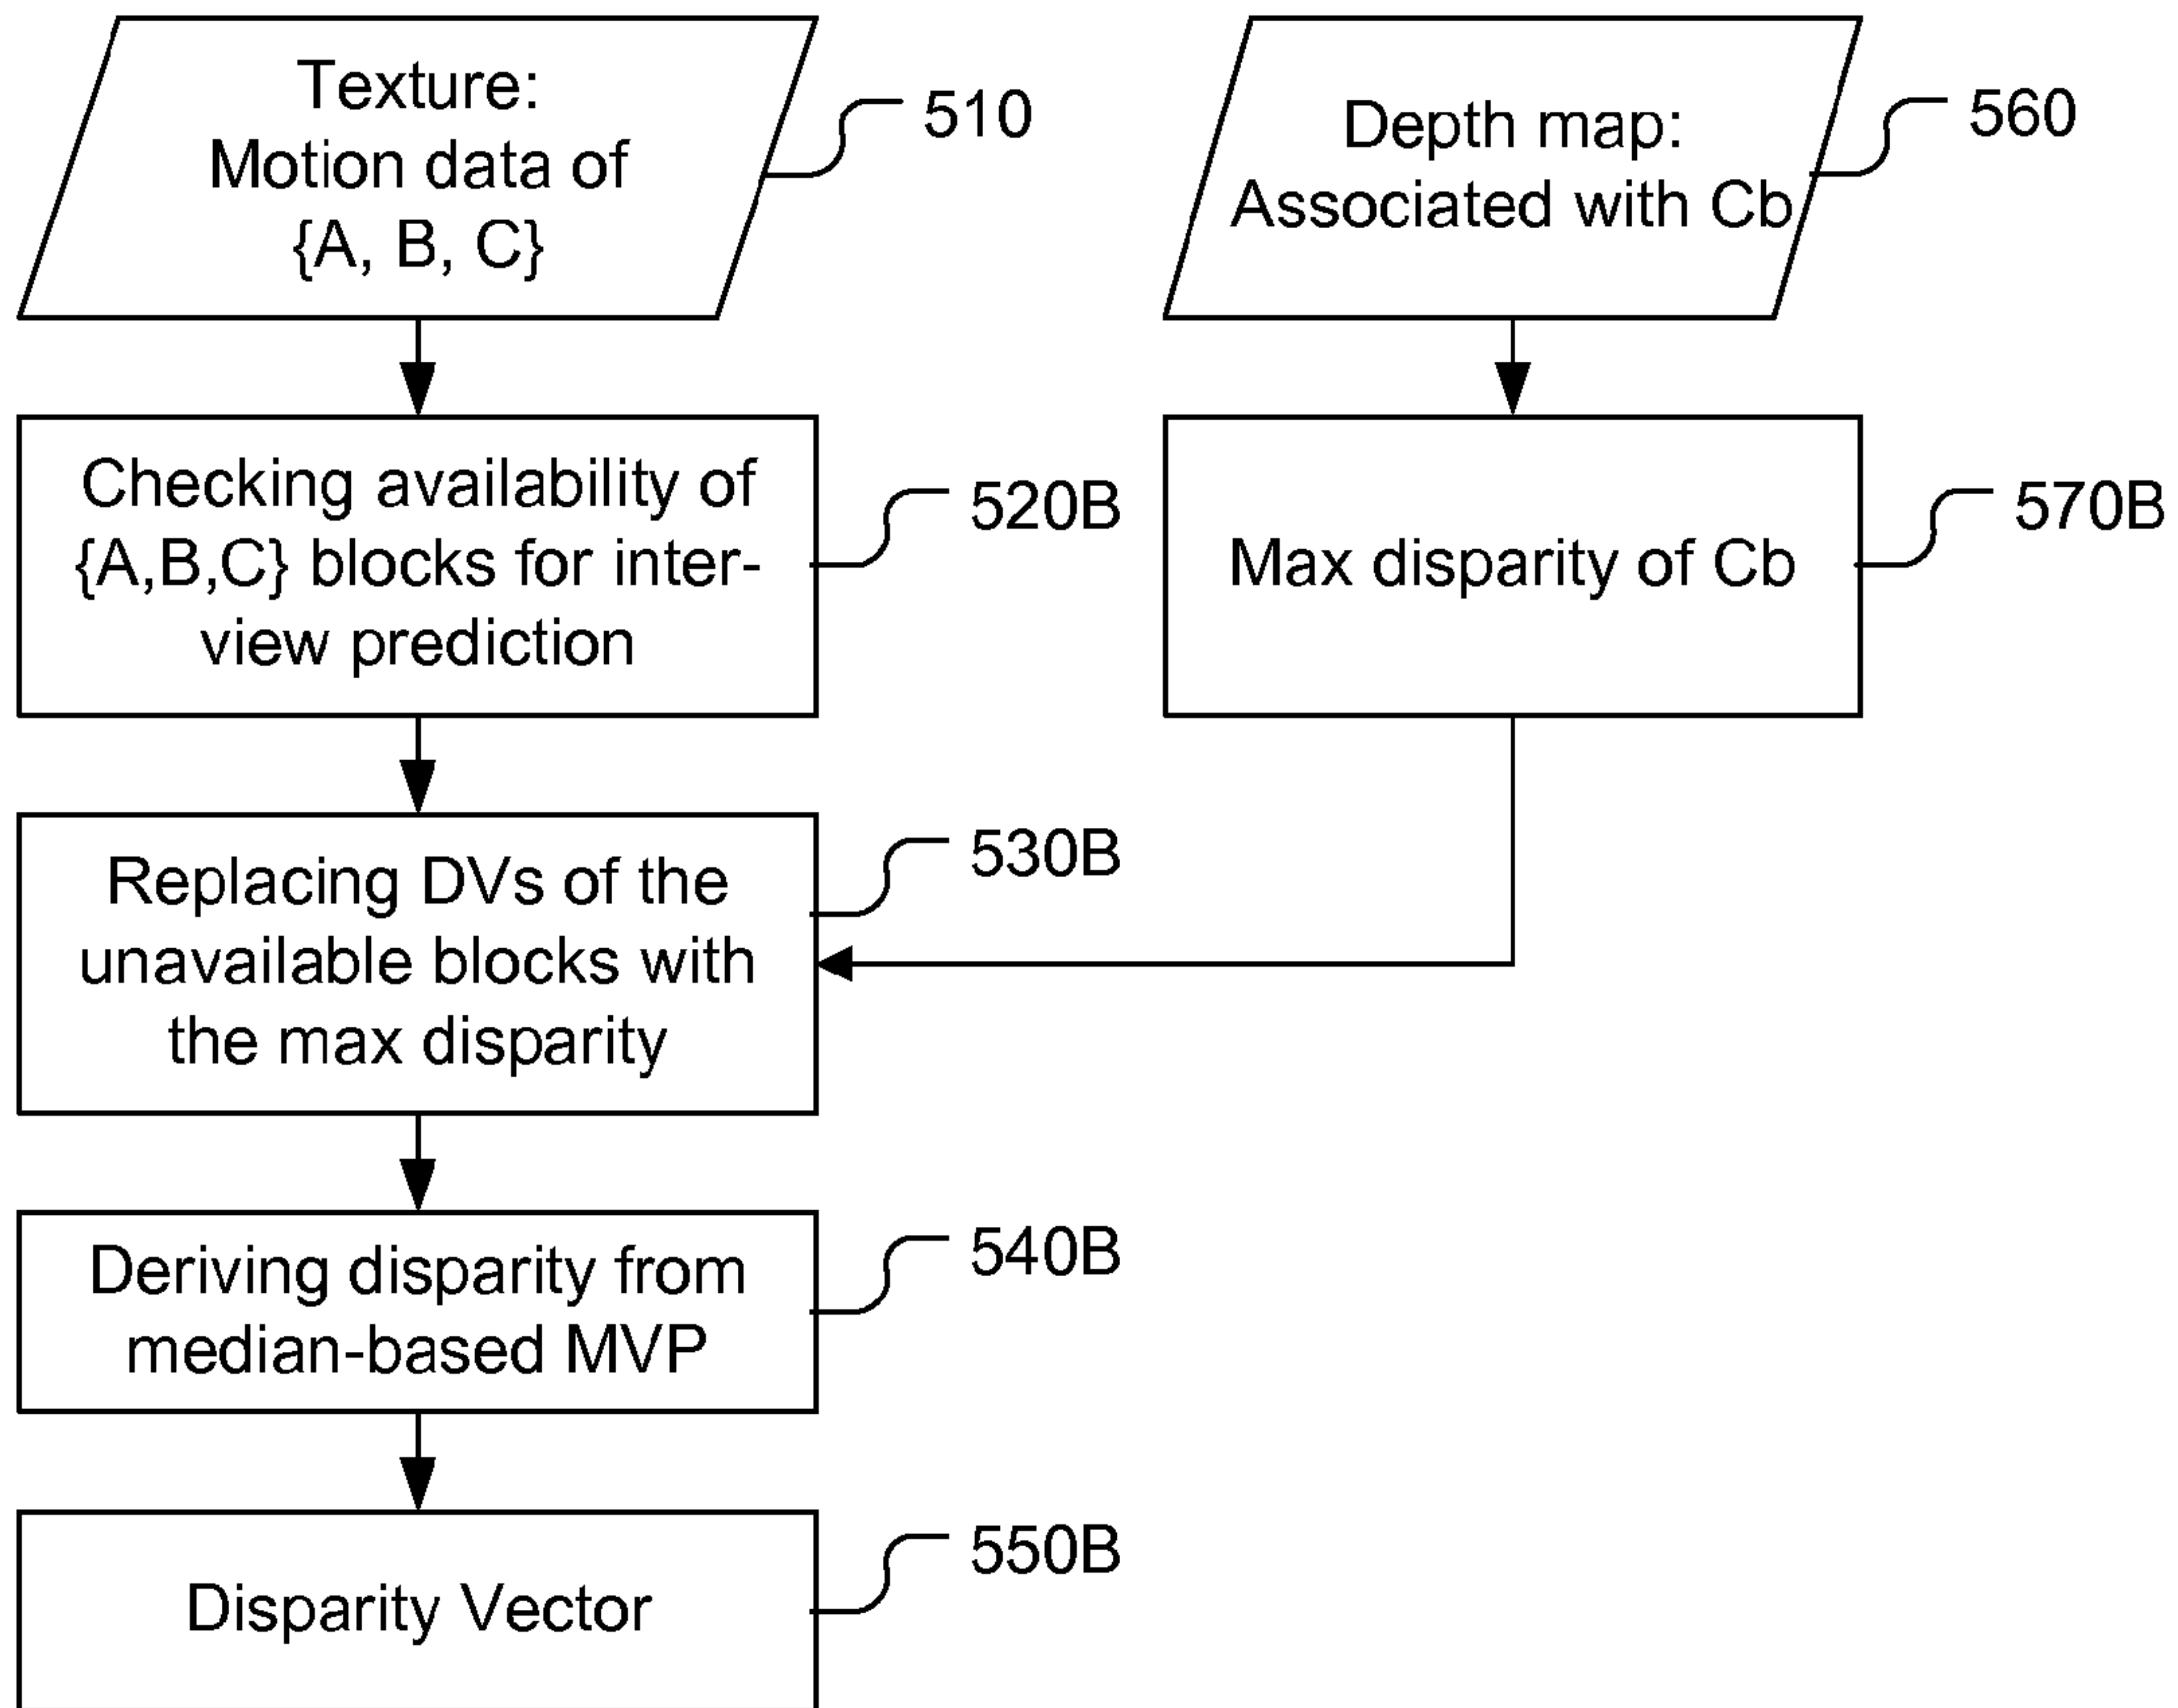 Texture:
Motion data of
{A, B, C}
510
Depth map:
Associated with Cb
560
Checking availability of
{A,B,C} blocks for inter-
view prediction
520B
Max disparity of Cb
570B
Replacing DVs of the
unavailable blocks with
the max disparity
530B
Deriving disparity from
median-based MVP
540B
Disparity Vector
550B